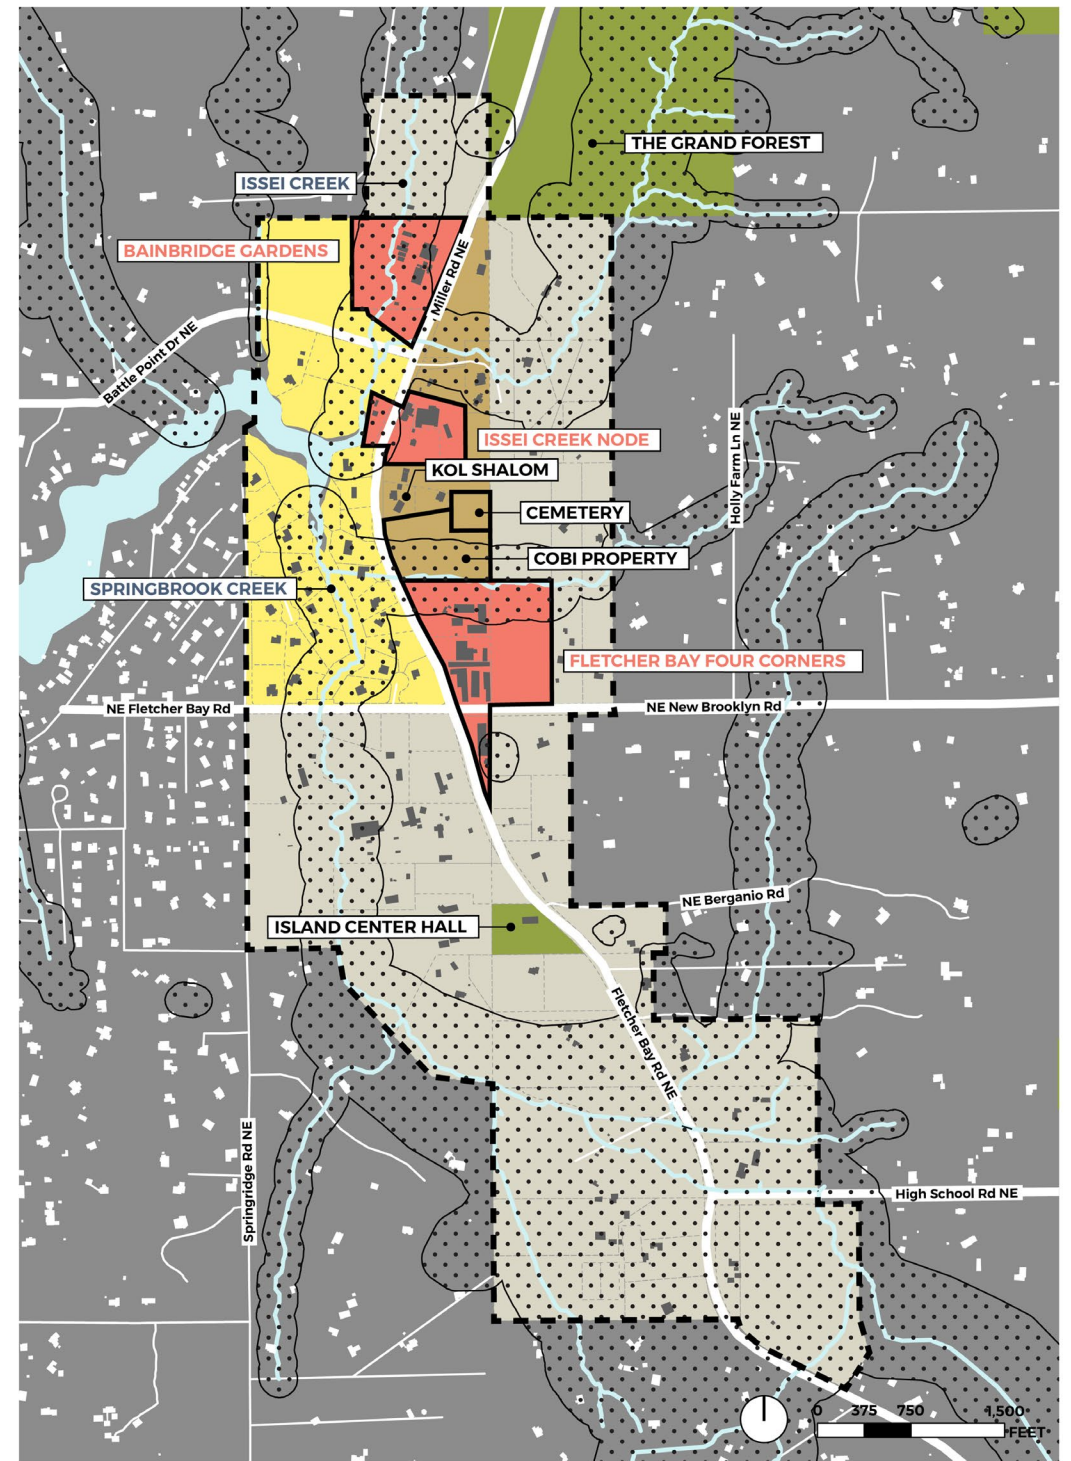 THE GRAND FOREST
ISSEI CREEK
BAINBRIDGE GARDENS
Miller Rd NE
Battle Point Dr NE
ISSEI CREEK NODE
Holly Farm Ln NE
KOL SHALOM
CEMETERY
COBI PROPERTY
SPRINGBROOK CREEK
FLETCHER BAY FOUR CORNERS
NE Fletcher Bay Rd
NE New Brooklyn Rd
NE Berganio Rd
ISLAND CENTER HALL
Fletcher Bay Rd NE
Springridge Rd NE
High School Rd NE
0 375 750 1,500
FEET